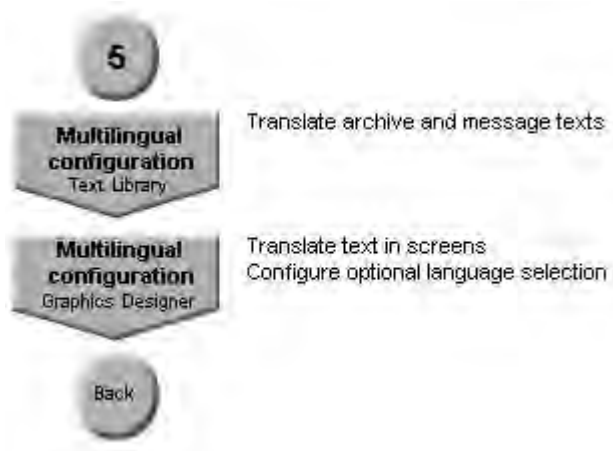 5
Multilingual
configuration
Text Library
Translate archive and message texts
Multilingual
configuration
Graphics Designer
Translate text in screens
Configure optional language selection
Back